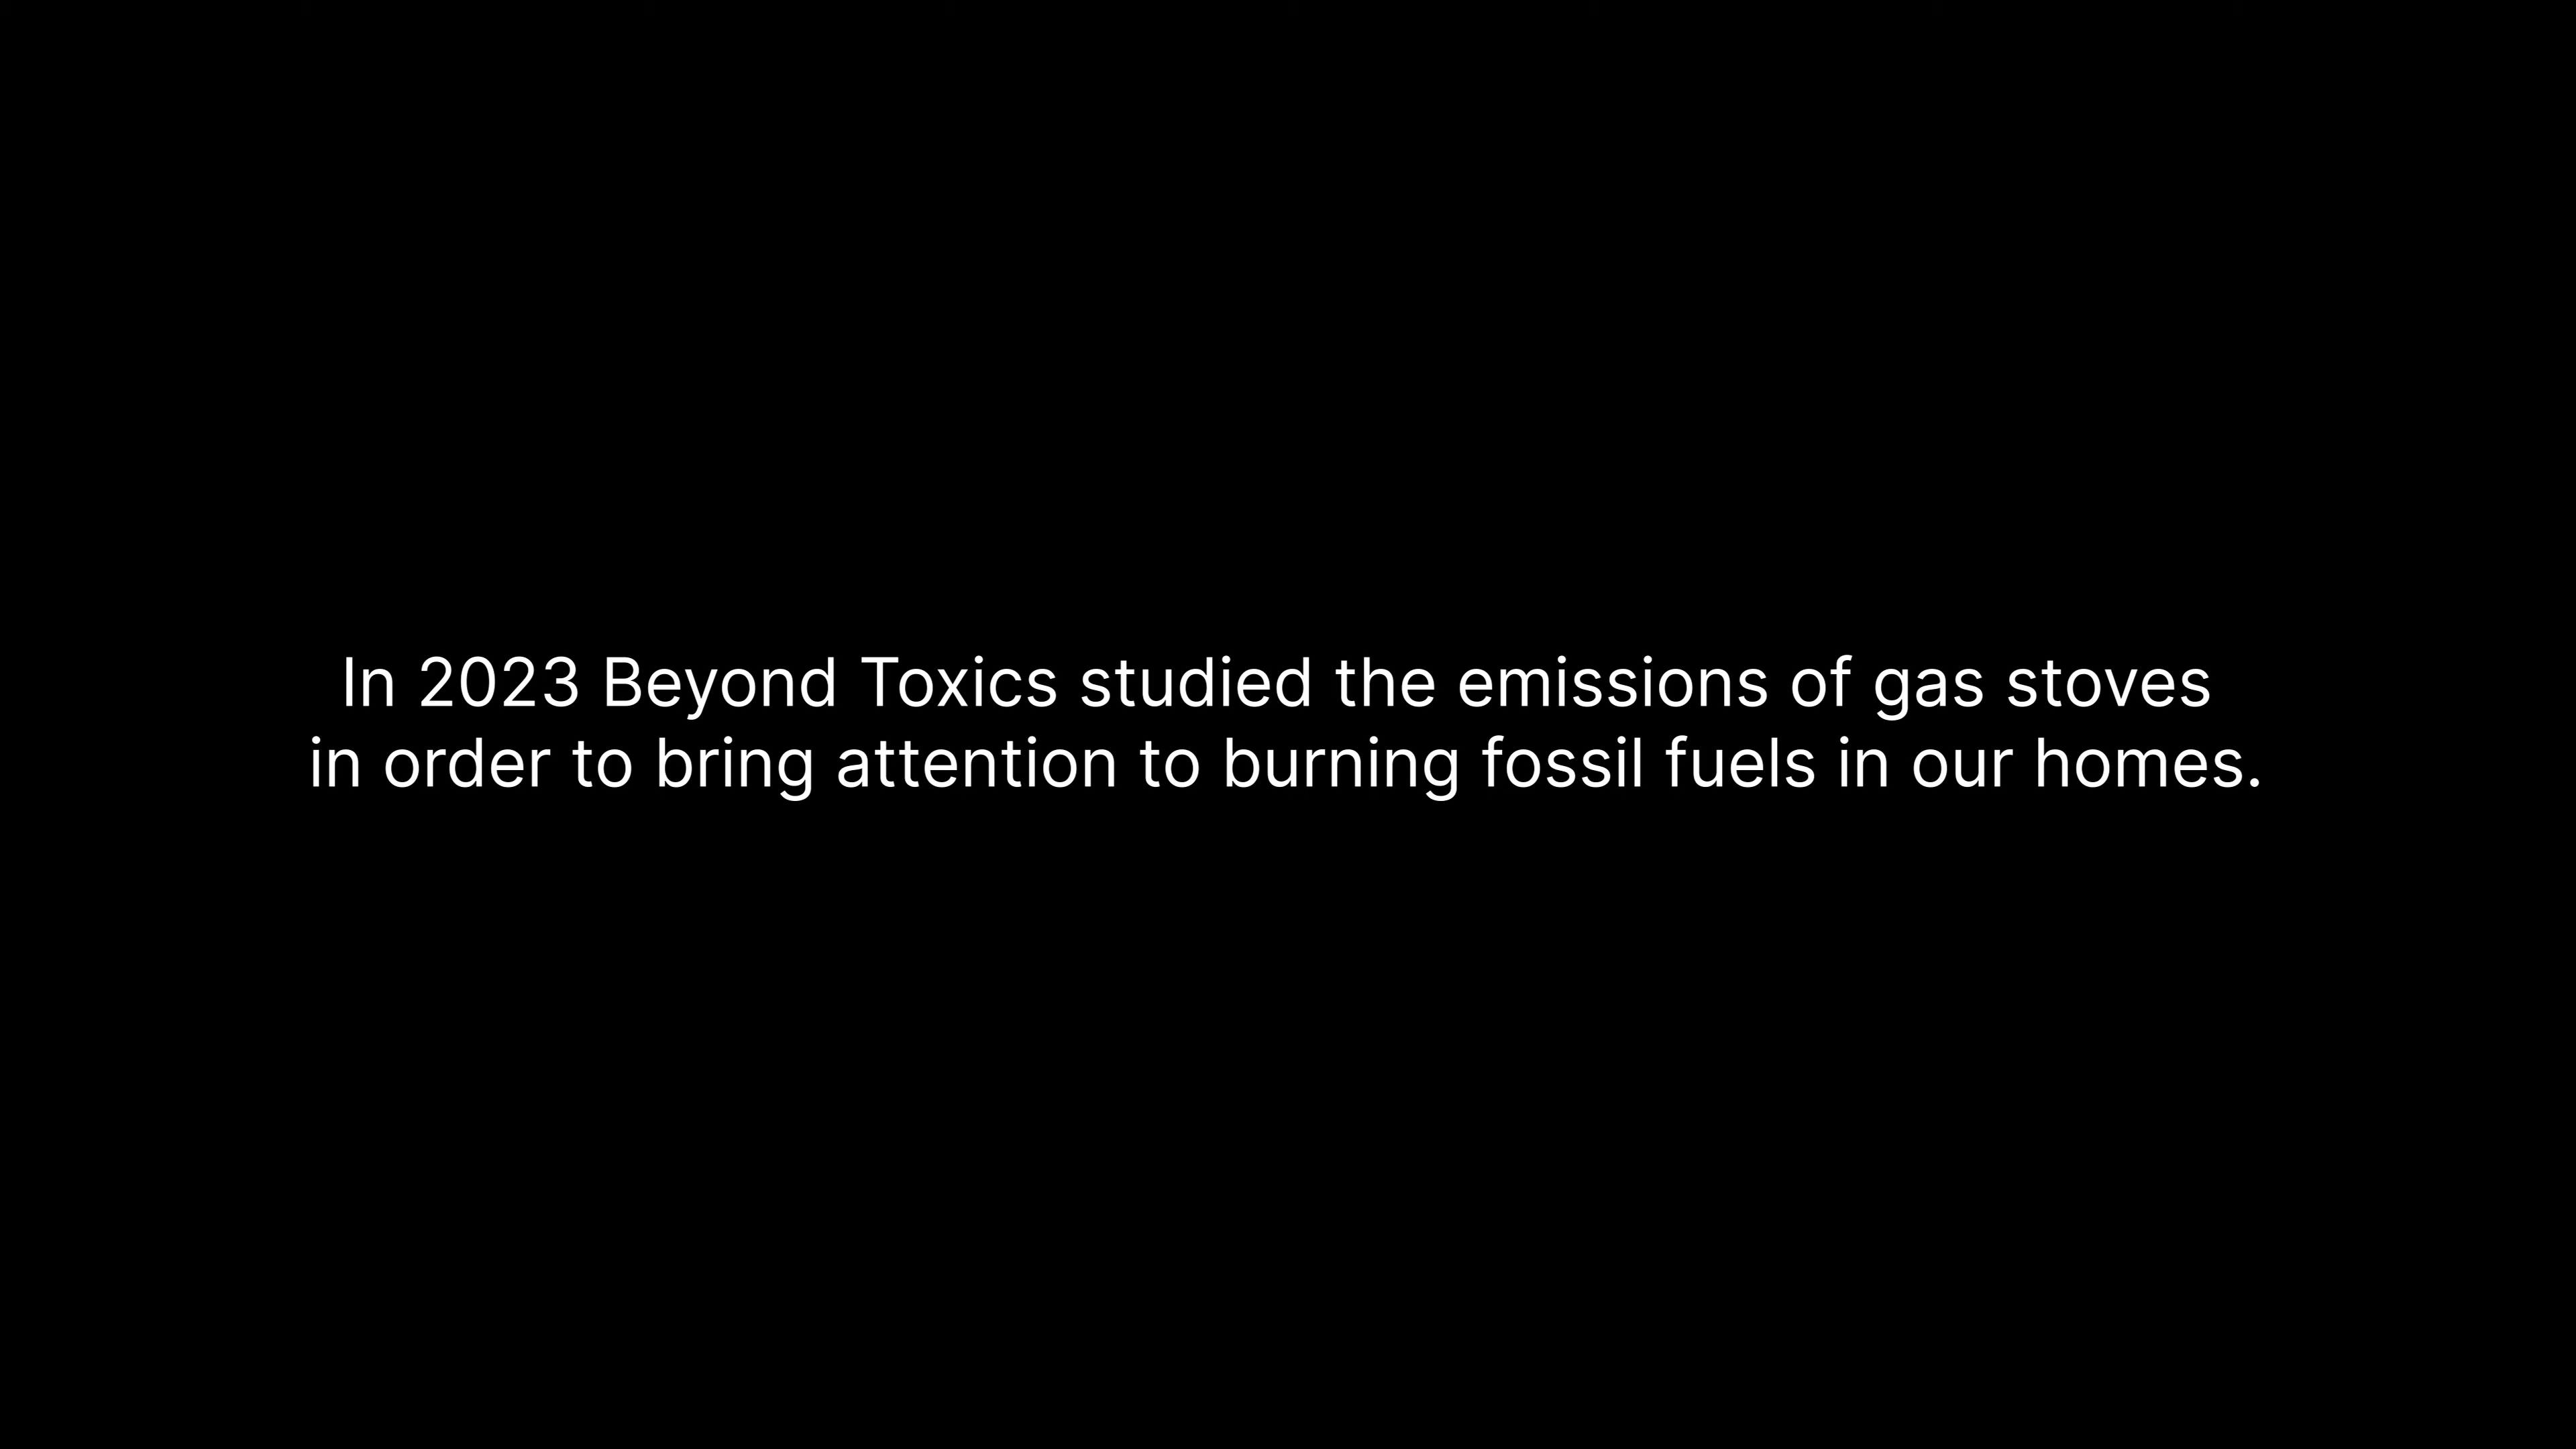 In 2023 Beyond Toxics studied the emissions of gas stoves
in order to bring attention to burning fossil fuels in our homes.